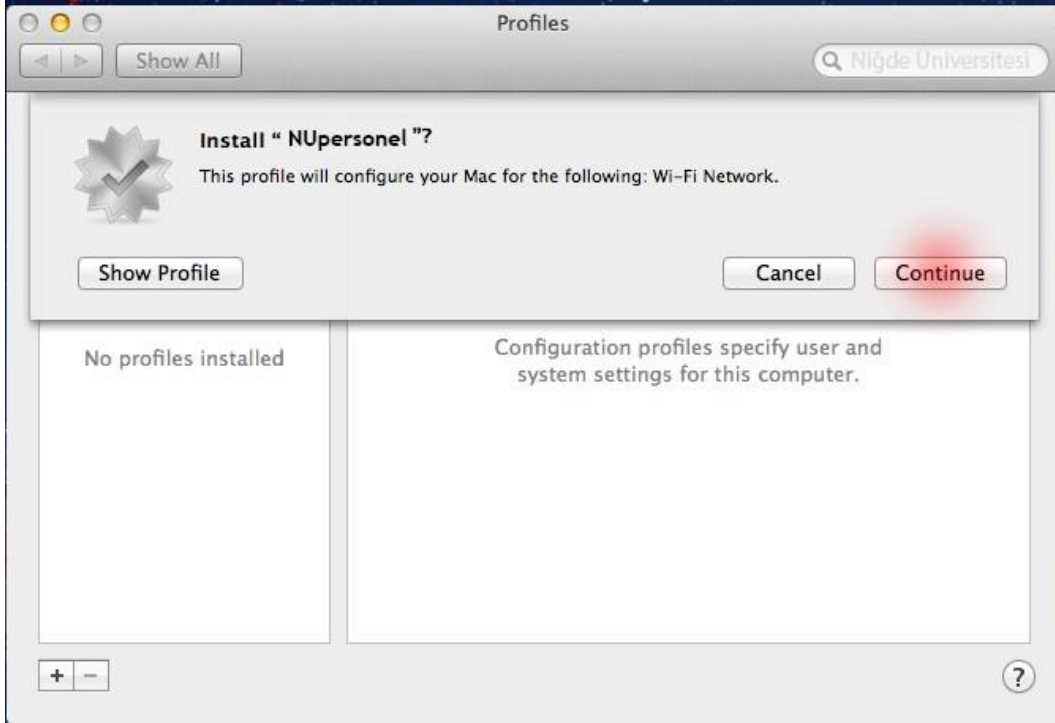 Profiles
Show All
Niğde Üniversitesi
Install “ NUpersonel ”?
This profile will configure your Mac for the following: Wi-Fi Network.
Show Profile
Cancel
Continue
No profiles installed
Configuration profiles specify user and
system settings for this computer.
+ −
?